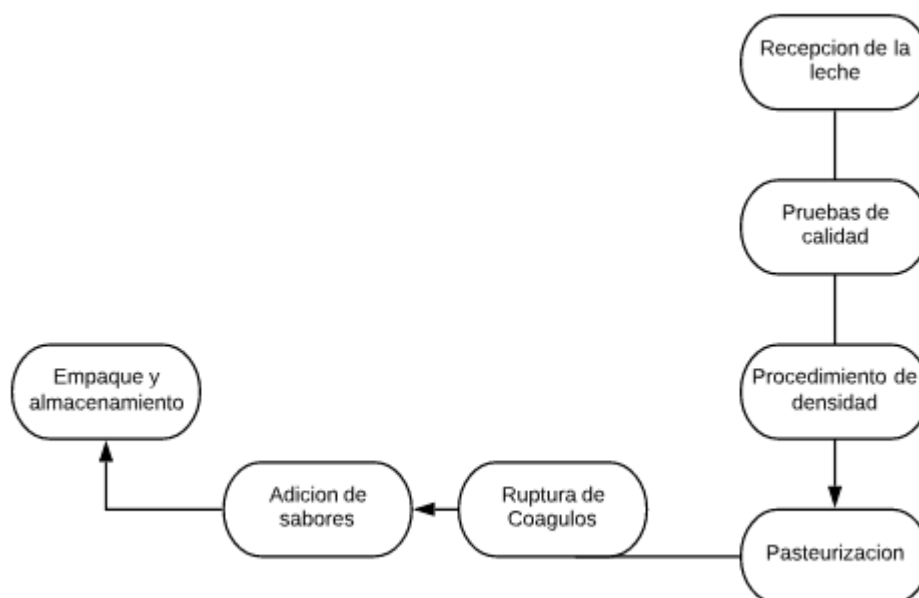 Recepcion de la
leche
Pruebas de
calidad
Procedimiento de
densidad
Pasteurizacion
Ruptura de
Coagulos
Adicion de
sabores
Empaque y
almacenamiento